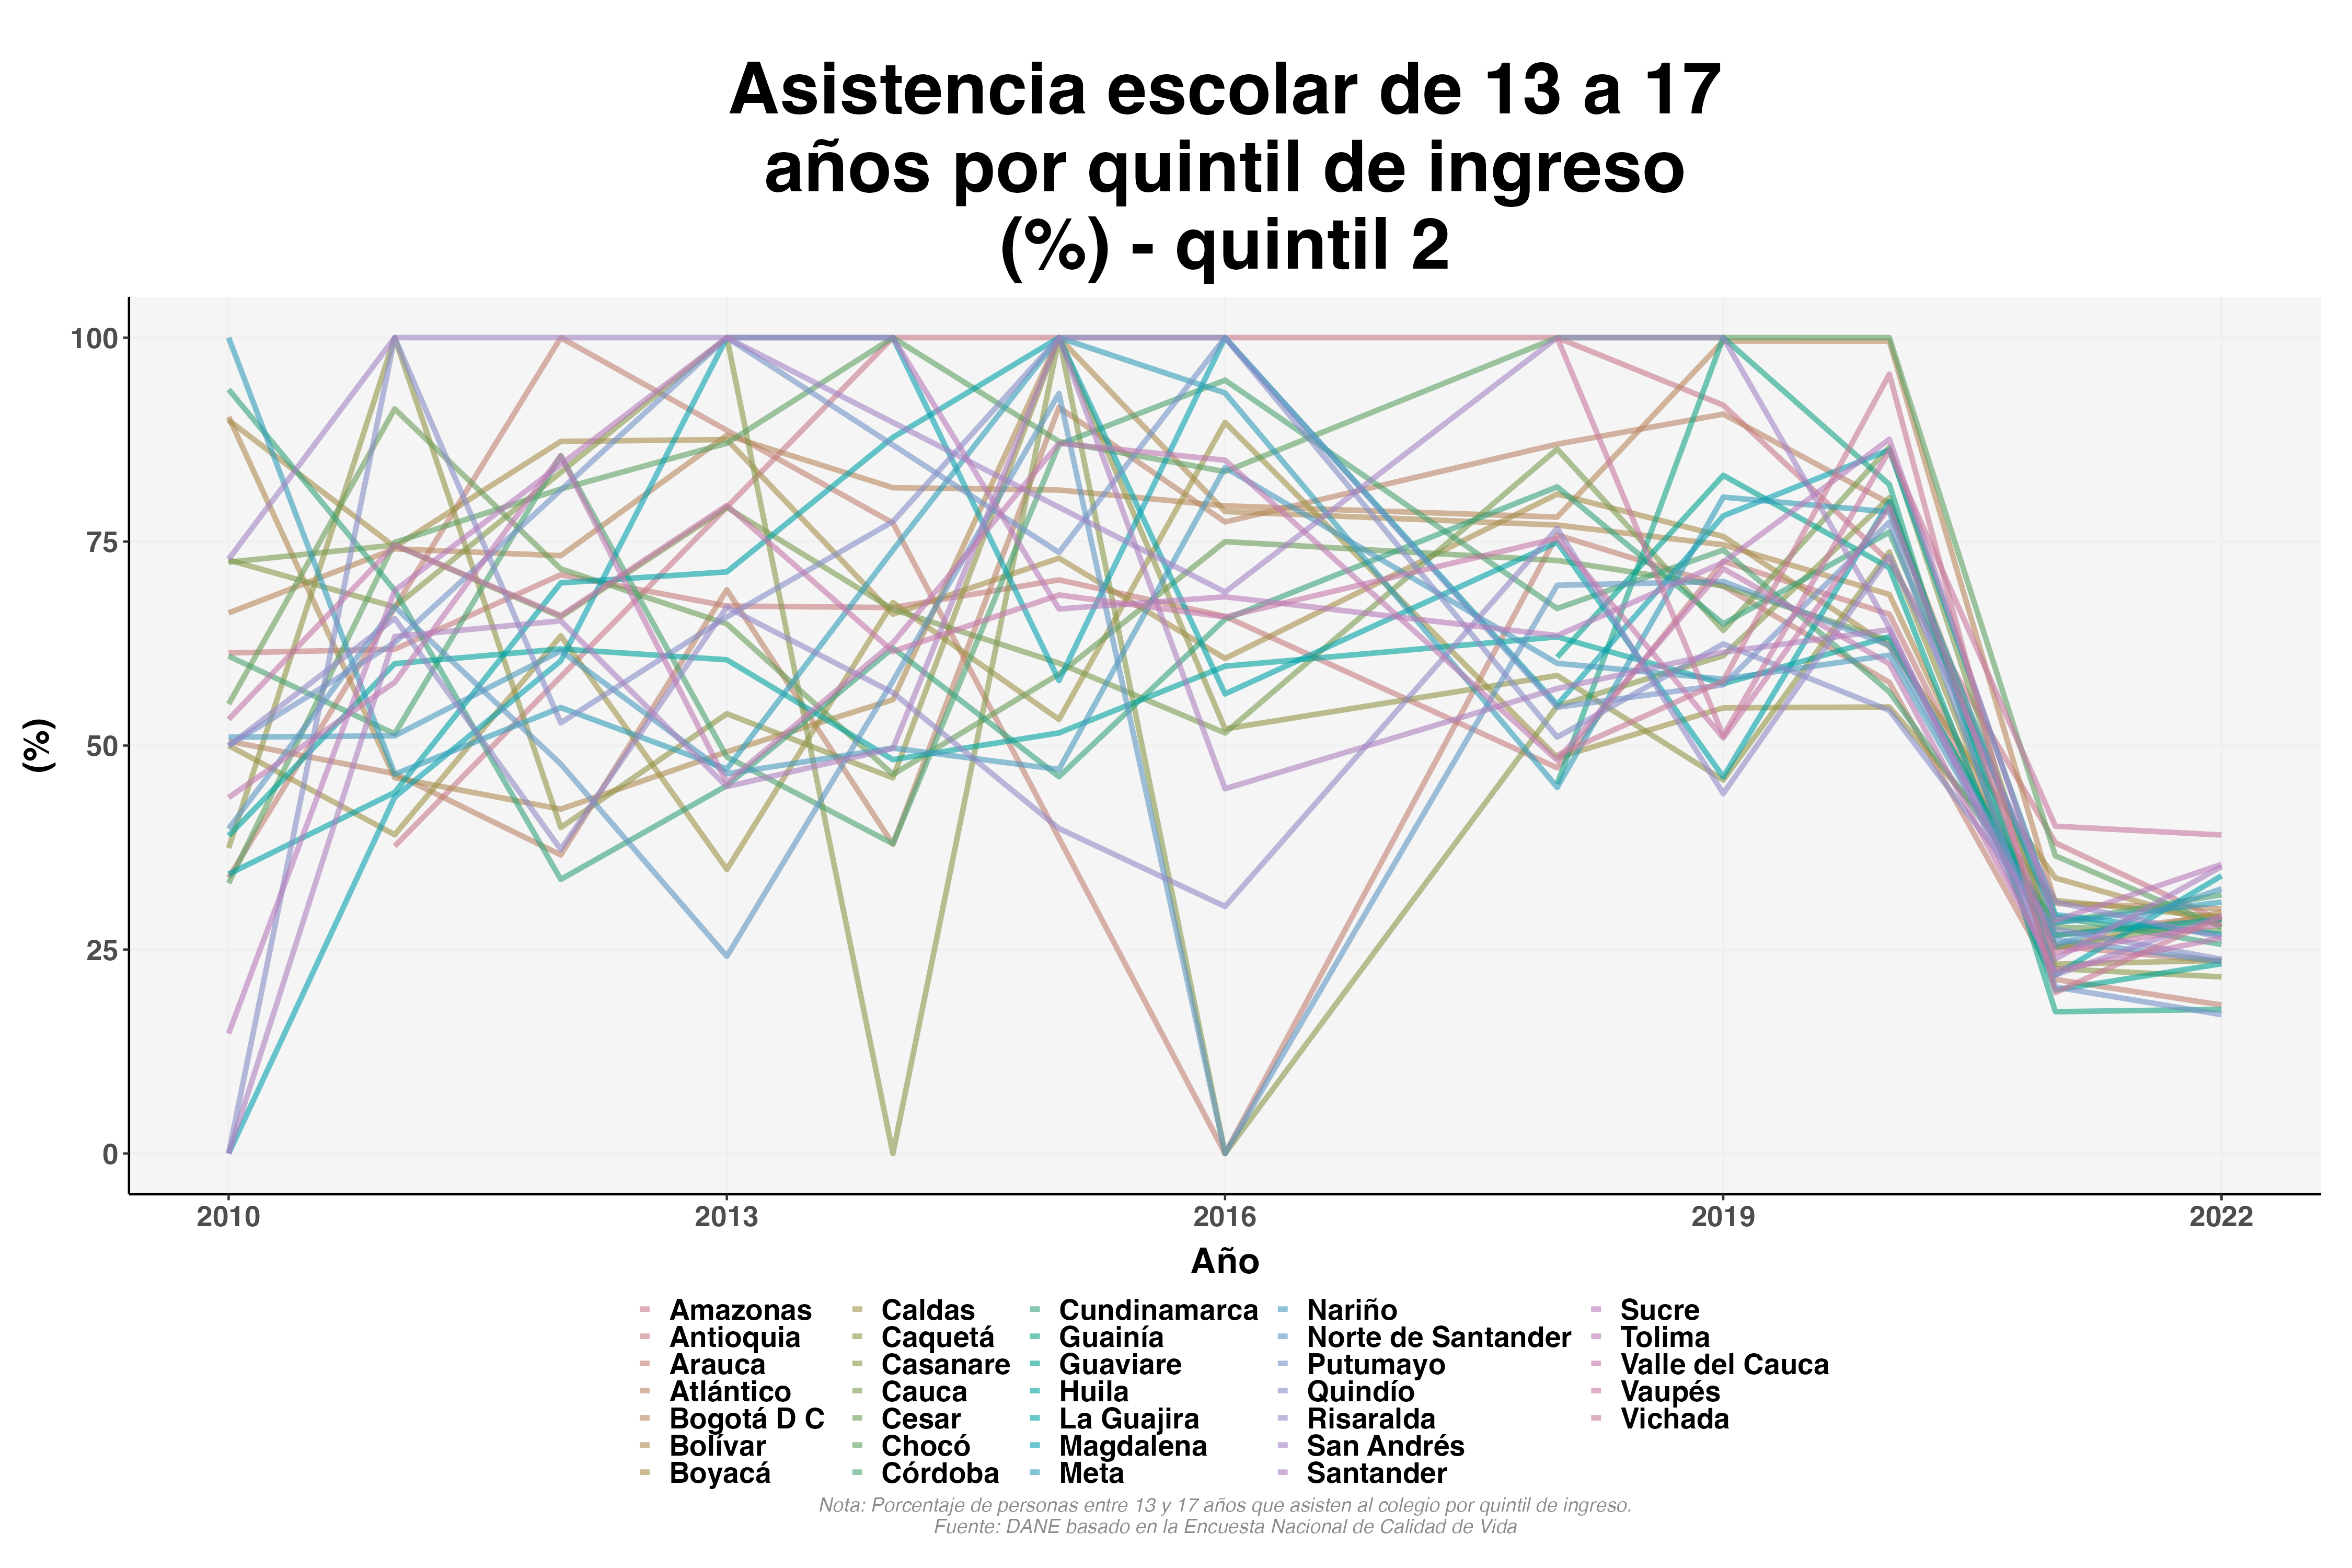 Asistencia escolar de 13 a 17
años por quintil de ingreso
(%) - quintil 2
(%)
100
75
50
25
0
2010 2013 2016 2019 2022
Año
Amazonas Caldas Cundinamarca Nariño Sucre
Antioquia Caquetá Guainía Norte de Santander Tolima
Arauca Casanare Guaviare Putumayo Valle del Cauca
Atlántico Cauca Huila Quindío Vaupés
Bogotá D C Cesar La Guajira Risaralda Vichada
Bolívar Chocó Magdalena San Andrés
Boyacá Córdoba Meta Santander
Nota: Porcentaje de personas entre 13 y 17 años que asisten al colegio por quintil de ingreso.
Fuente: DANE basado en la Encuesta Nacional de Calidad de Vida